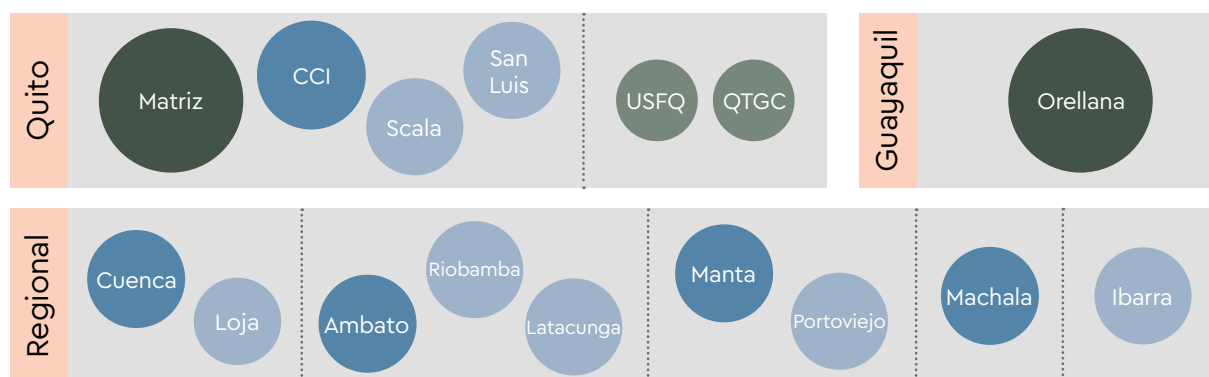 Quito
Matriz
CCI
Scala
San
Luis
USFQ
QTGC
Guayaquil
Orellana
Regional
Cuenca
Loja
Ambato
Riobamba
Latacunga
Manta
Portoviejo
Machala
Ibarra